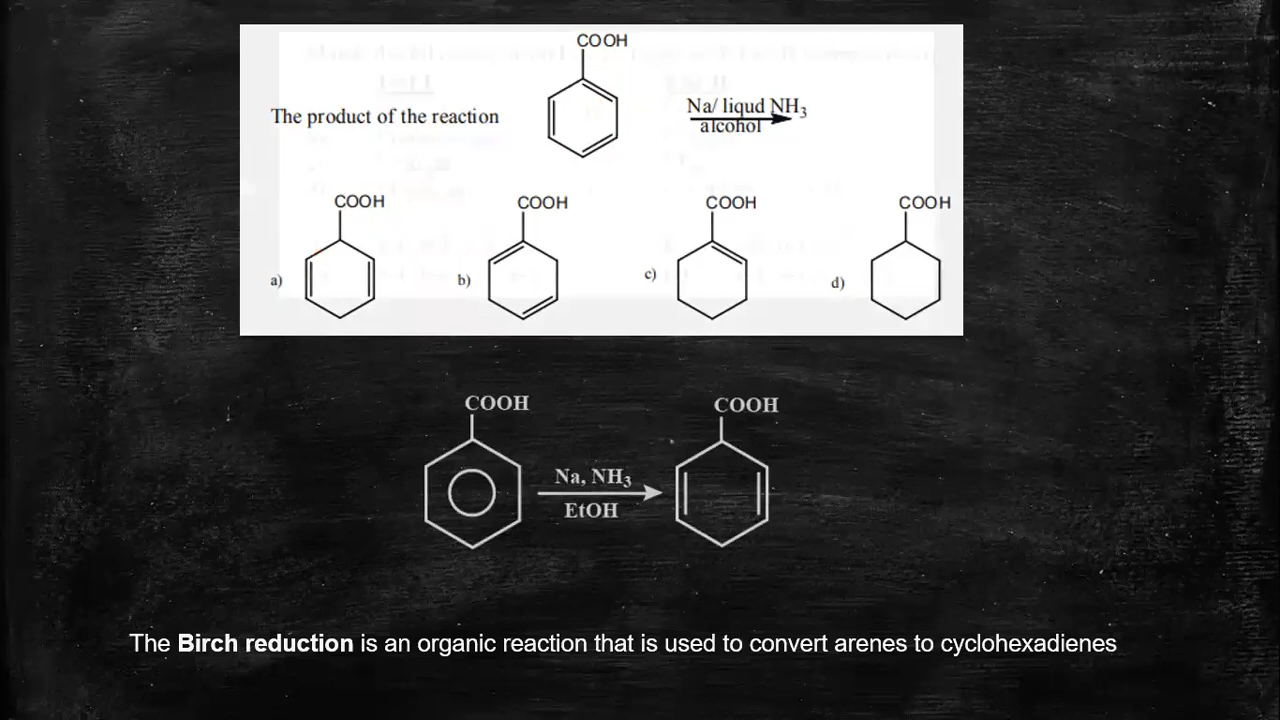 COOH
The product of the reaction
Na/ liqud NH3
alcohol
COOH COOH COOH COOH
a) b) c) d)
COOH COOH
Na, NH3
EtOH
The Birch reduction is an organic reaction that is used to convert arenes to cyclohexadienes